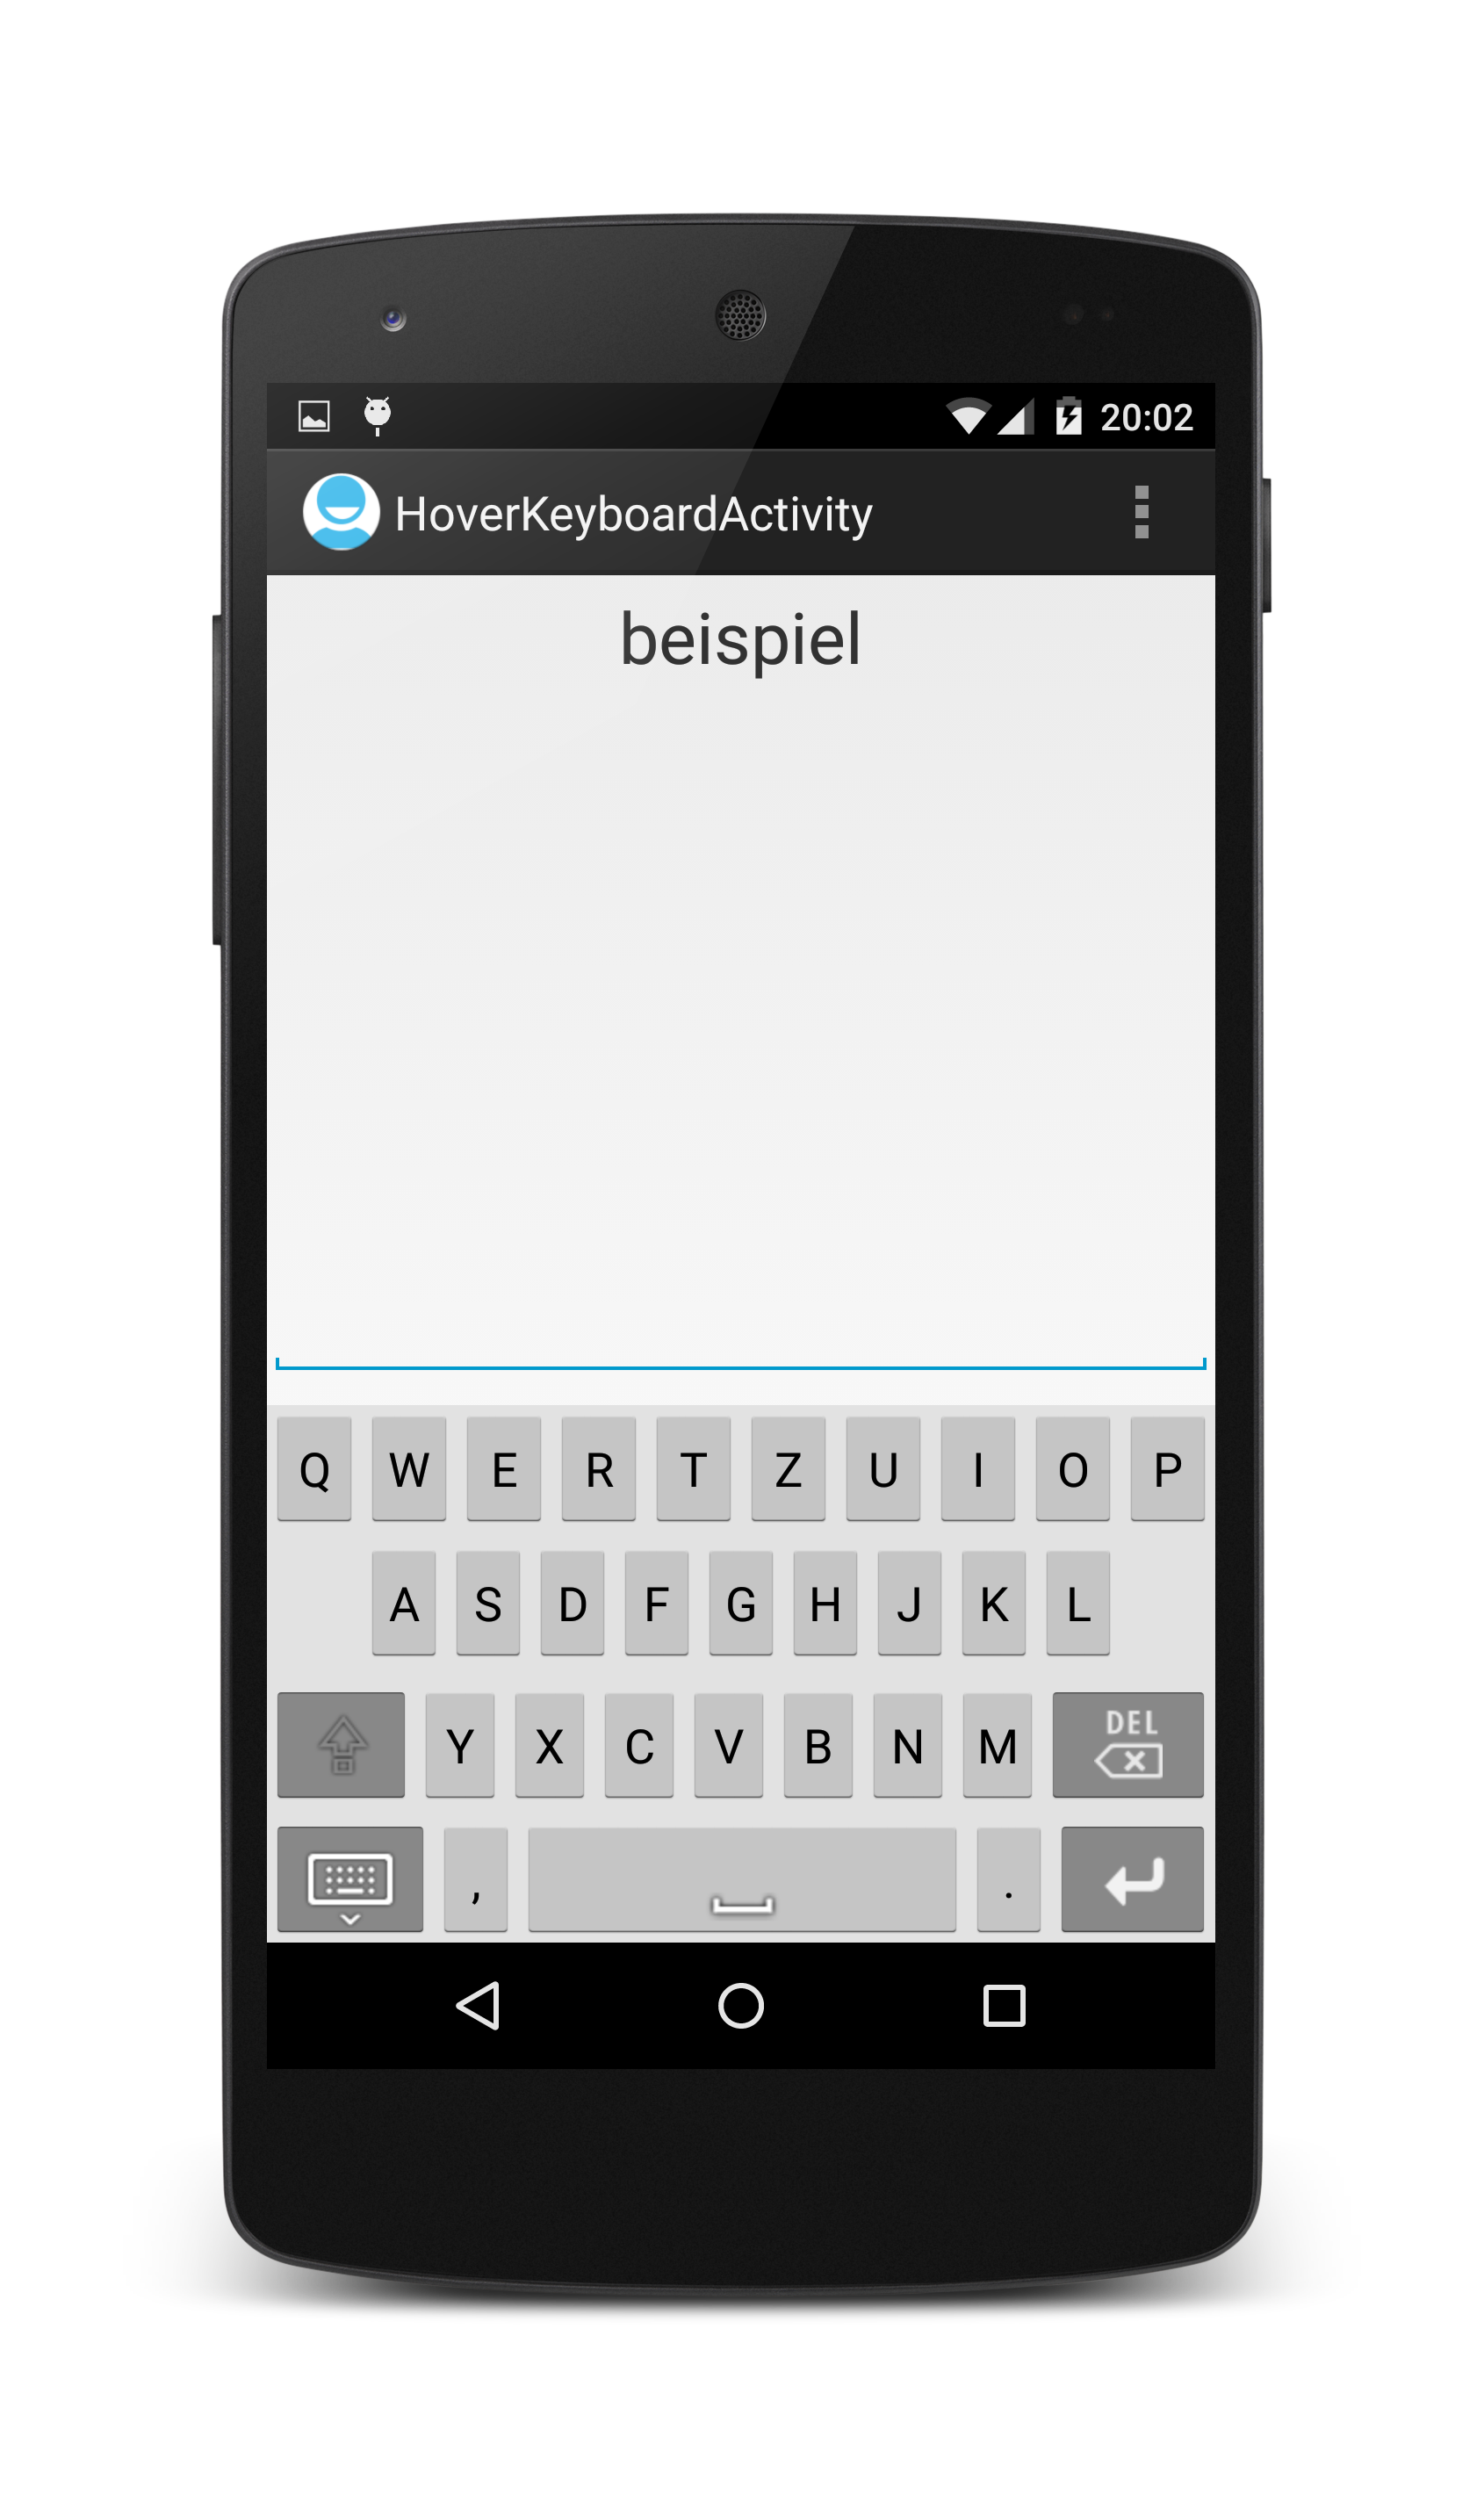 20:02
HoverKeyboardActivity
beispiel
Q W E R T Z U I O P
A S D F G H J K L
Y X C V B N M DEL
, .